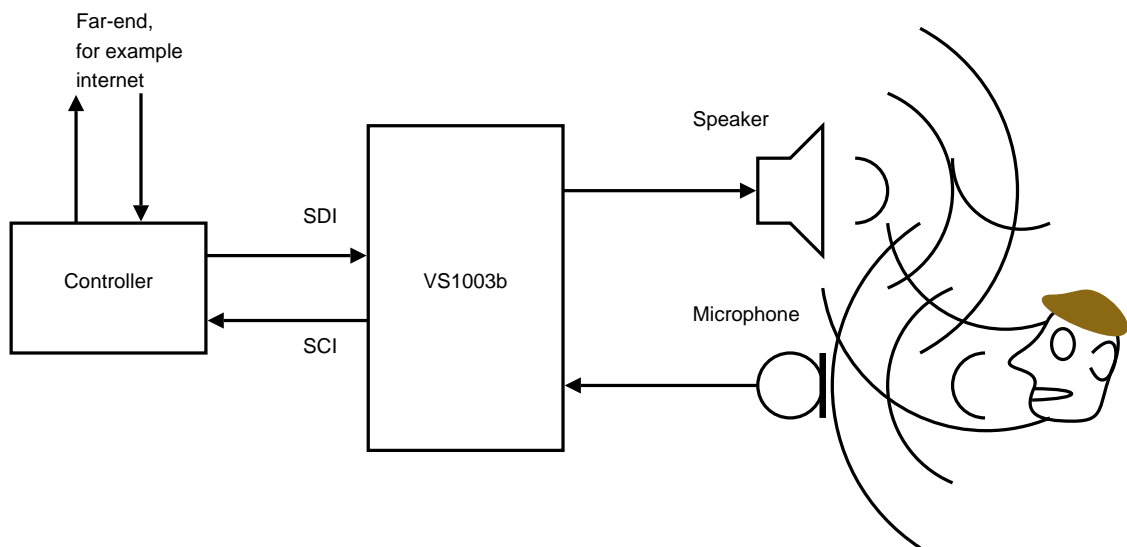 Far-end,
for example
internet
Speaker
SDI
Controller
VS1003b
Microphone
SCI